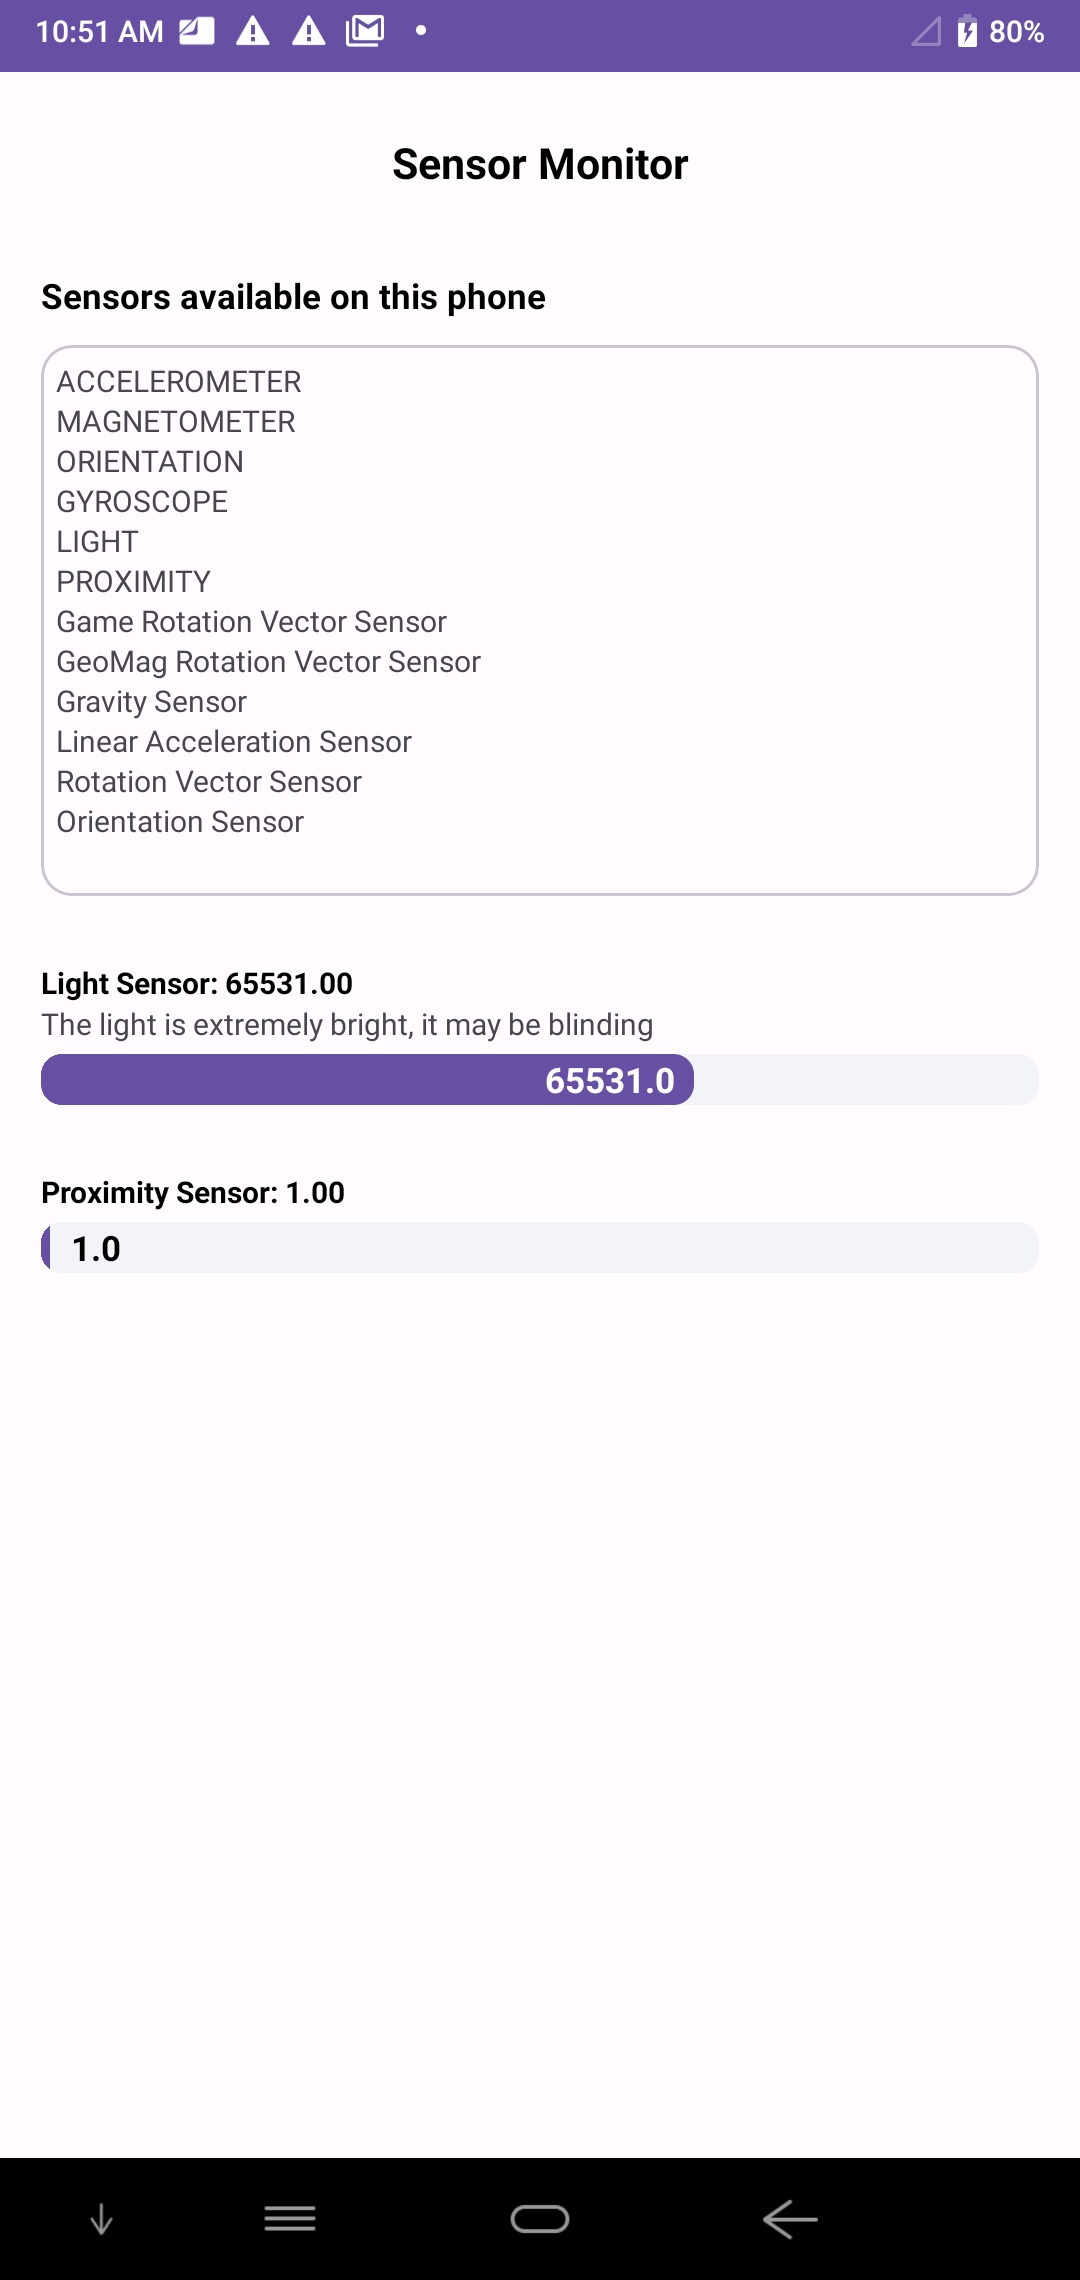 10:51 AM
80%
Sensor Monitor
Sensors available on this phone
ACCELEROMETER
MAGNETOMETER
ORIENTATION
GYROSCOPE
LIGHT
PROXIMITY
Game Rotation Vector Sensor
GeoMag Rotation Vector Sensor
Gravity Sensor
Linear Acceleration Sensor
Rotation Vector Sensor
Orientation Sensor
Light Sensor: 65531.00
The light is extremely bright, it may be blinding
65531.0
Proximity Sensor: 1.00
1.0